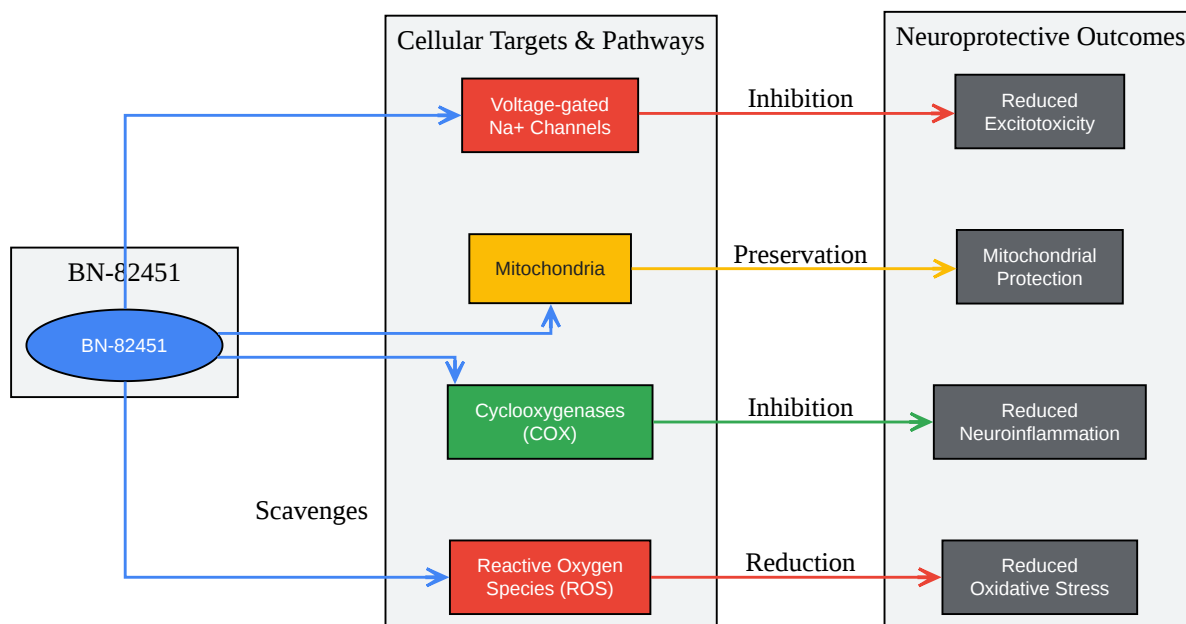 Cellular Targets & Pathways
Neuroprotective Outcomes
Voltage-gated
Na+ Channels
Inhibition
Reduced
Excitotoxicity
BN-82451
BN-82451
Mitochondria
Preservation
Mitochondrial
Protection
Cyclooxygenases
(COX)
Inhibition
Reduced
Neuroinflammation
Scavenges
Reactive Oxygen
Species (ROS)
Reduction
Reduced
Oxidative Stress